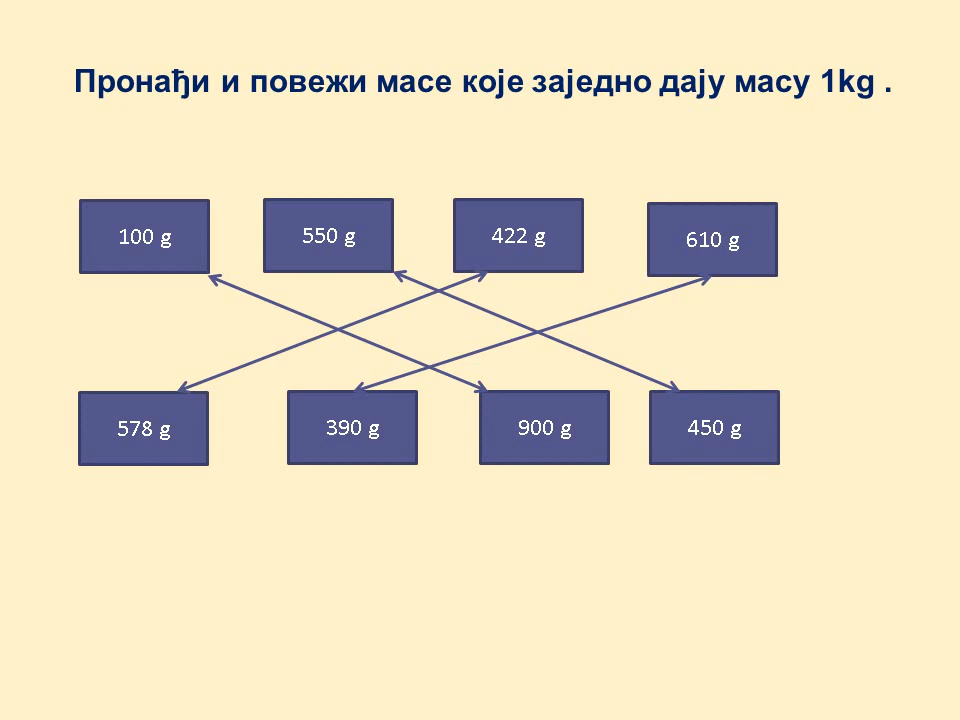 Пронађи и повежи масе које заједно дају масу 1kg .
100 g
550 g
422 g
610 g
578 g
390 g
900 g
450 g